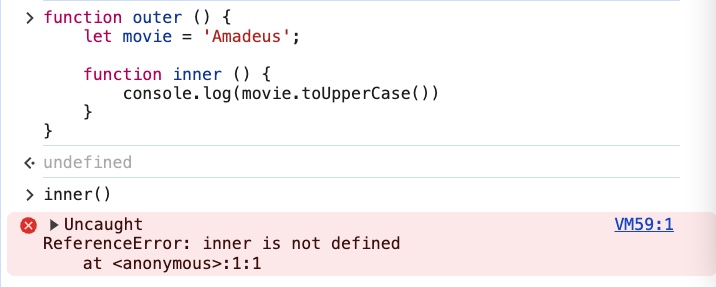 function outer () {
let movie = 'Amadeus';
function inner () {
console.log(movie.toUpperCase())
}
}
undefined
inner()
Uncaught VM59:1
ReferenceError: inner is not defined
at <anonymous>:1:1